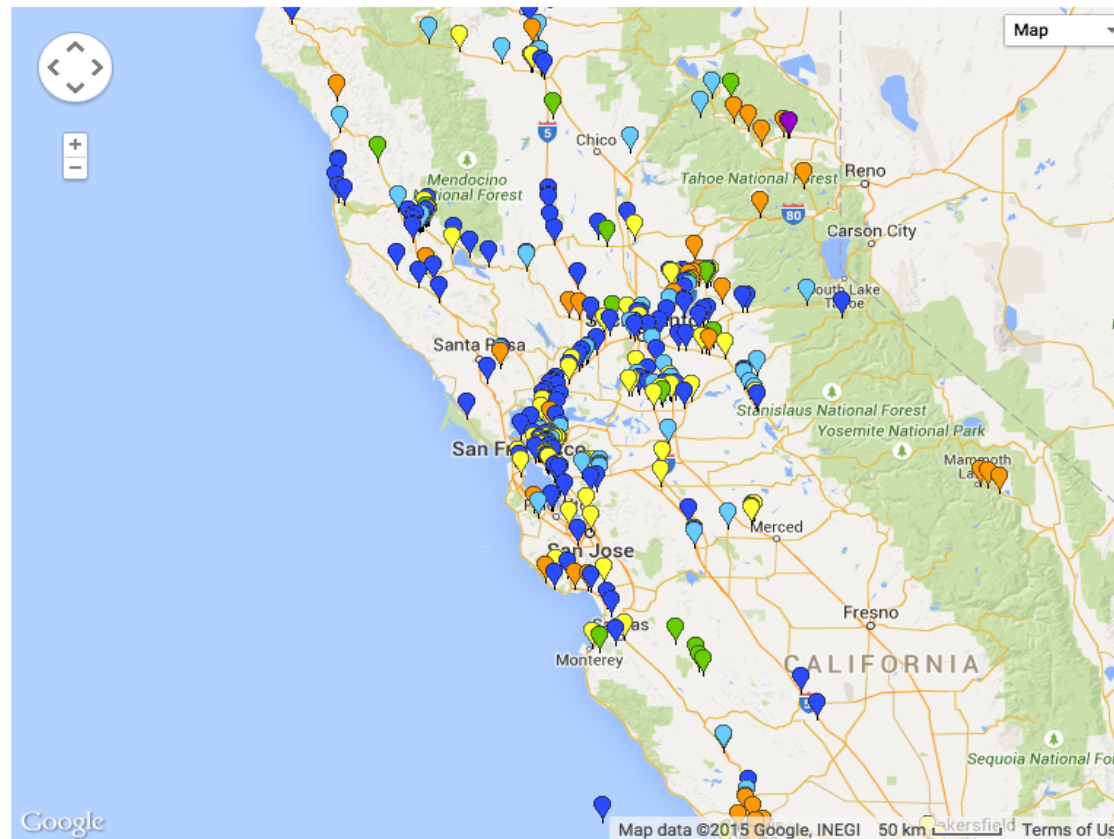 Map
+
−
5
Chico
Mendocino
National Forest
Tahoe National Forest
Reno
80
Carson City
South Lake
Tahoe
Santa Rosa
Stanislaus National Forest
Yosemite National Park
San Francisco
Mammoth
Merced
San Jose
Fresno
Monterey
CALIFORNIA
5
Sequoia National For
Google
Map data ©2015 Google, INEGI
50 km
akersfield
Terms of Us